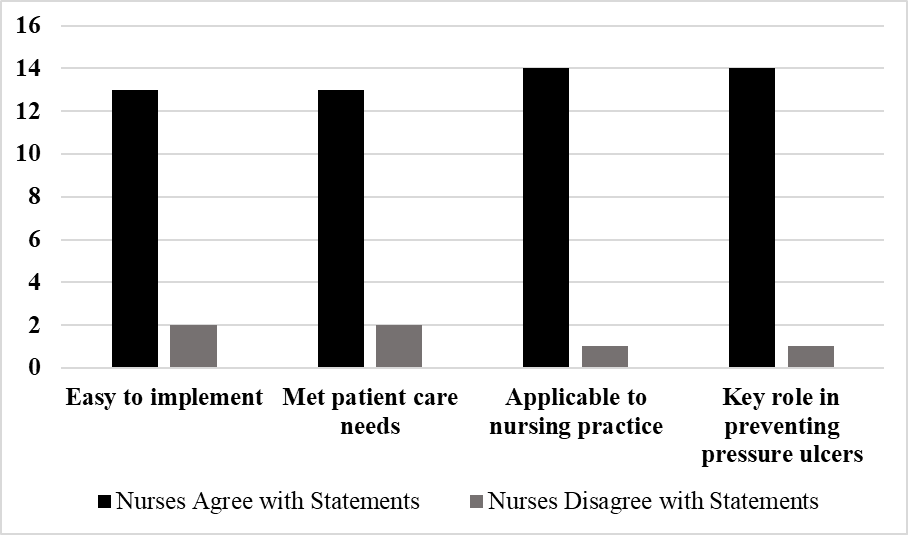 16
14
12
10
8
6
4
2
0
Easy to implement
Met patient care
needs
Applicable to
nursing practice
Key role in
preventing
pressure ulcers
Nurses Agree with Statements
Nurses Disagree with Statements